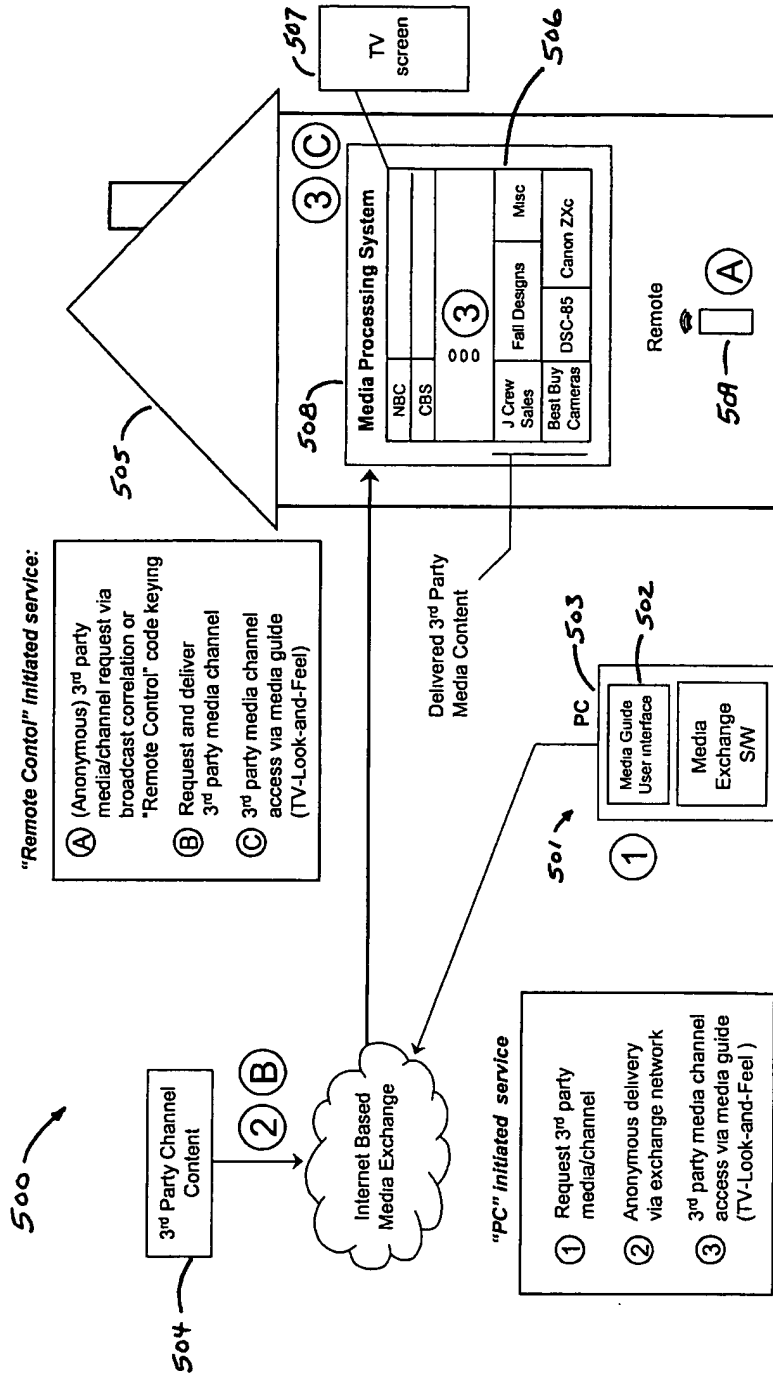 500
504
3rd Party Channel
Content
2 B
Internet Based
Media Exchange
"PC" initiated service
1 Request 3rd party
media/channel
2 Anonymous delivery
via exchange network
3 3rd party media channel
access via media guide
(TV-Look-and-Feel )
"Remote Contol" initiated service:
A (Anonymous) 3rd party
media/channel request via
broadcast correlation or
"Remote Control" code keying
B Request and deliver
3rd party media channel
C 3rd party media channel
access via media guide
(TV-Look-and-Feel)
Delivered 3rd Party
Media Content
501
1
PC
503
502
Media Guide
User interface
Media
Exchange
S/W
505
508
3 C
Media Processing System
NBC
CBS
000
3
J Crew
Sales
Fall Designs
Misc
Best Buy
Cameras
DSC-85
Canon ZXc
507
TV
screen
506
Remote
509
A